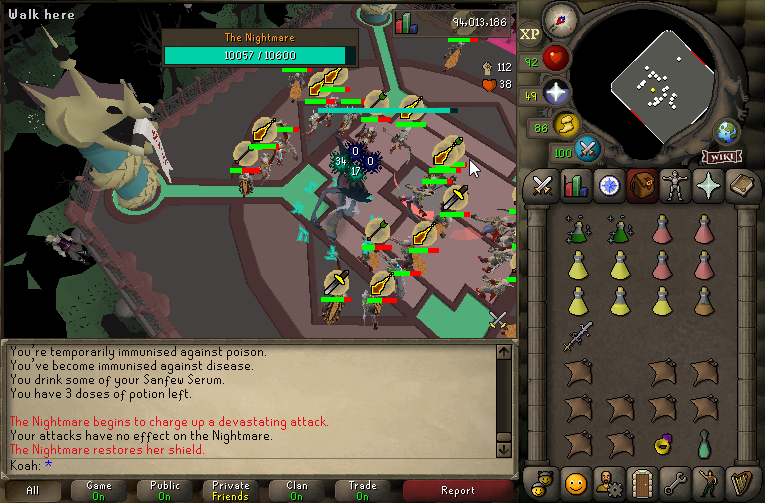 Walk here
The Nightmare
10057 / 10600
94,013,186
112
38
XP
92
49
86
100
WIKI
0
34
0
17
You're temporarily immunised against poison.
You've become immunised against disease.
You drink some of your Sanfew Serum.
You have 3 doses of potion left.
The Nightmare begins to charge up a devastating attack.
Your attacks have no effect on the Nightmare.
The Nightmare restores her shield.
Koah: *
All
Game
On
Public
On
Private
Friends
Clan
On
Trade
On
Report